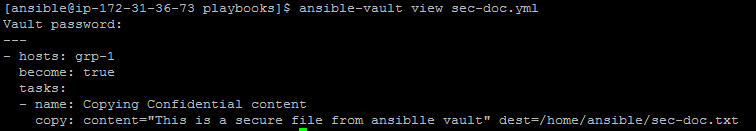 [ansible@ip-172-31-36-73 playbooks]$ ansible-vault view sec-doc.yml
Vault password:
---
- hosts: grp-1
  become: true
  tasks:
  - name: Copying Confidential content
    copy: content="This is a secure file from ansiblle vault" dest=/home/ansible/sec-doc.txt